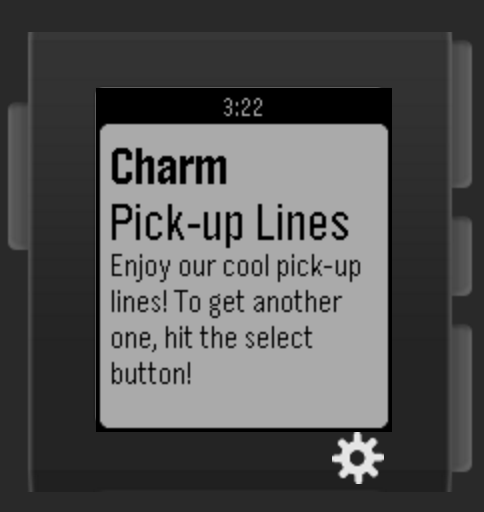 3:22
Charm
Pick-up Lines
Enjoy our cool pick-up
lines! To get another
one, hit the select
button!